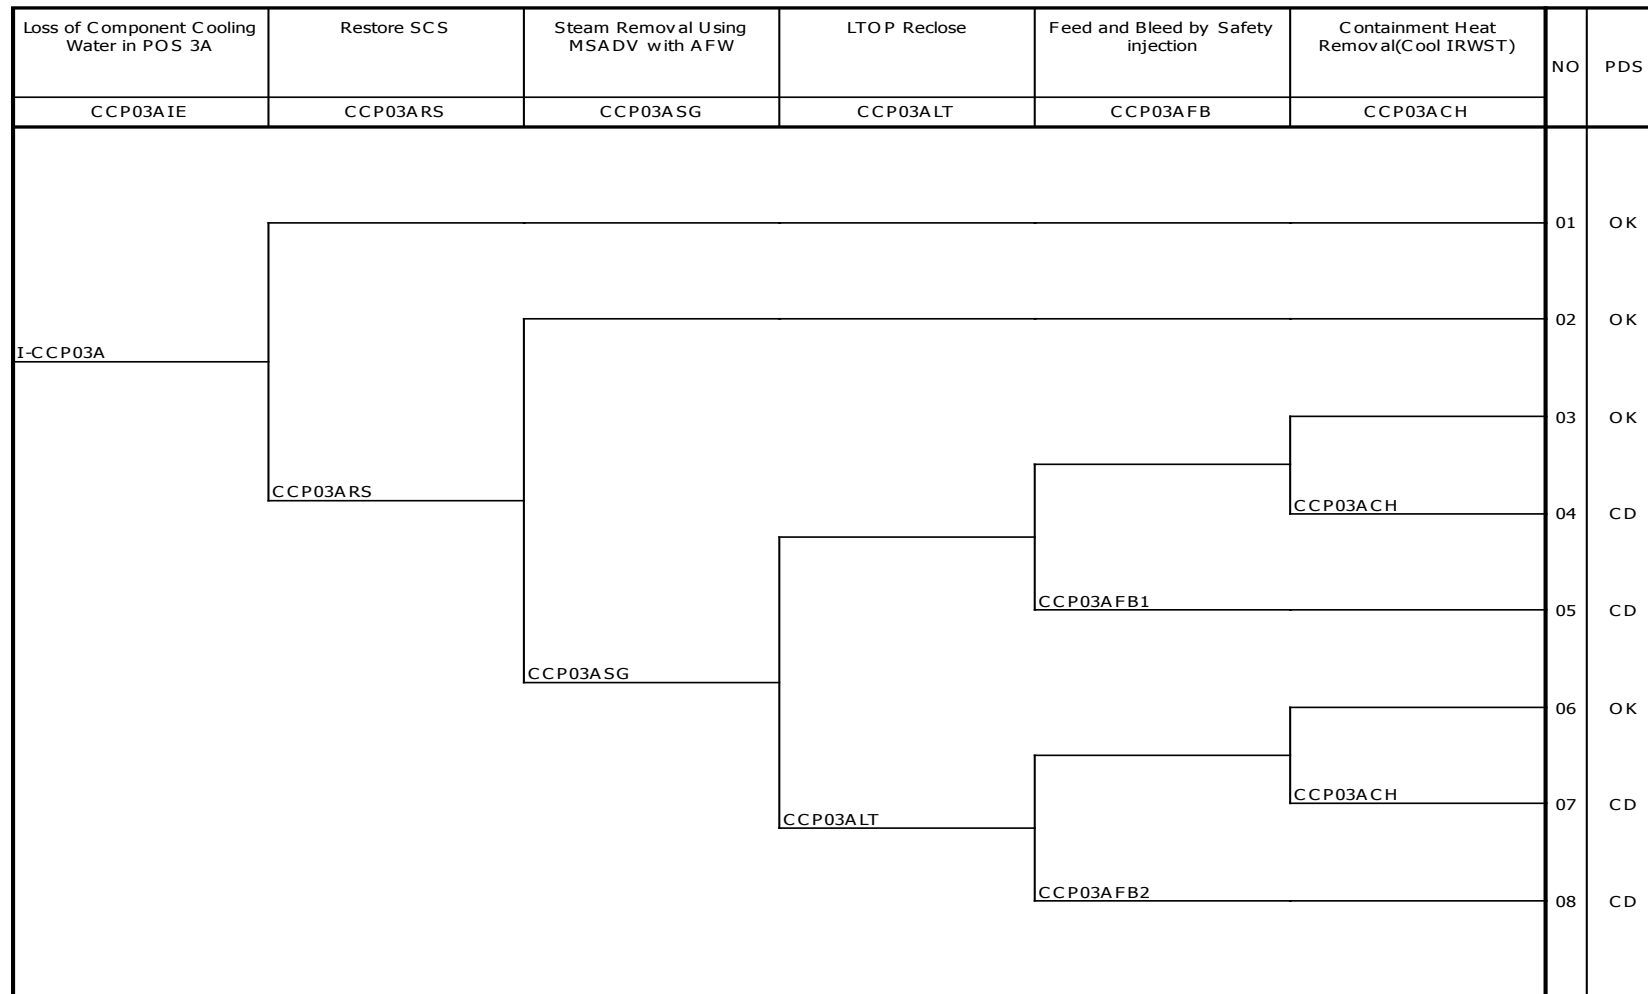 Loss of Component Cooling
Water in POS 3A
Restore SCS
Steam Removal Using
MSADV with AFW
LTOP Reclose
Feed and Bleed by Safety
injection
Containment Heat
Removal(Cool IRWST)
NO
PDS
CCP03AIE
CCP03ARS
CCP03ASG
CCP03ALT
CCP03AFB
CCP03ACH
01
OK
02
OK
I-CCP03A
03
OK
CCP03ARS
CCP03ACH
04
CD
CCP03AFB1
05
CD
CCP03ASG
06
OK
CCP03ACH
07
CD
CCP03ALT
CCP03AFB2
08
CD